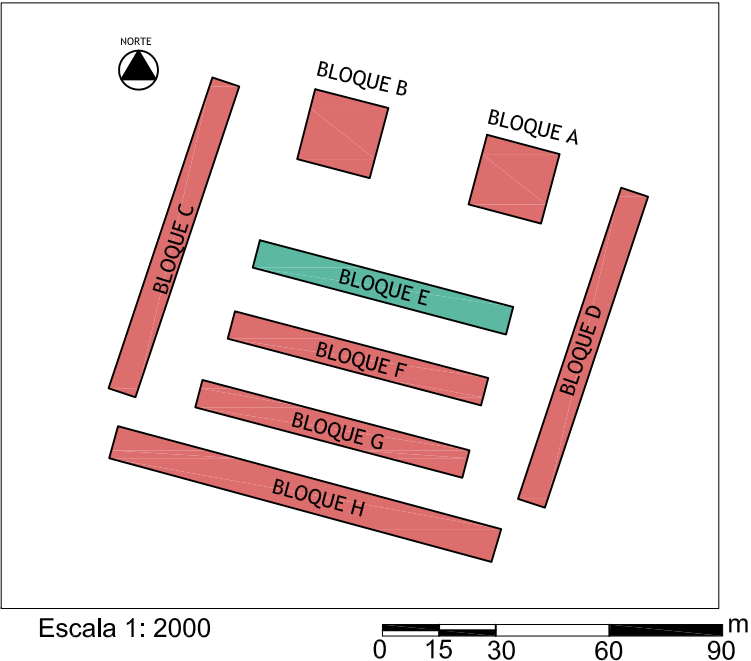 NORTE
BLOQUE B
BLOQUE A
BLOQUE C
BLOQUE E
BLOQUE D
BLOQUE F
BLOQUE G
BLOQUE H
Escala 1: 2000
m
0 15 30 60 90